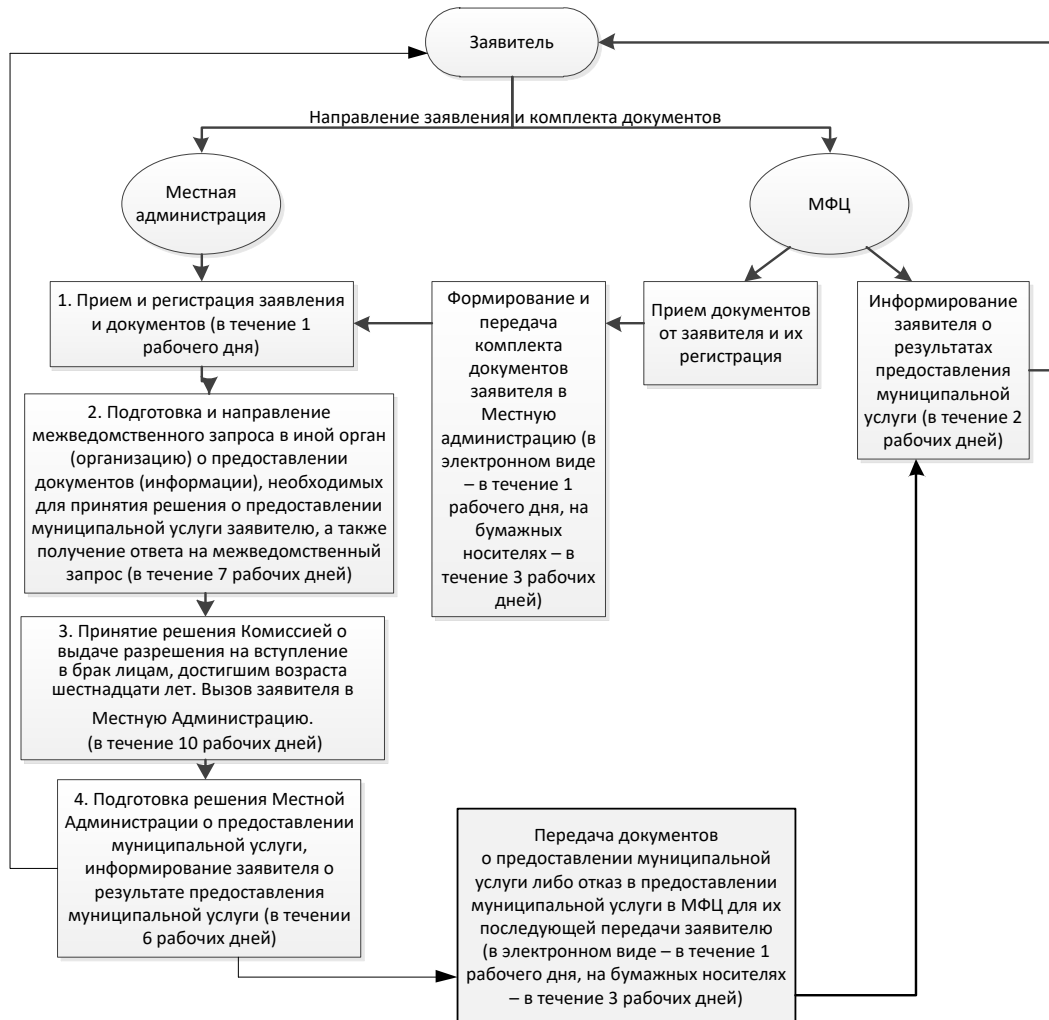 Заявитель
Направление заявления и комплекта документов
Местная
администрация
МФЦ
1. Прием и регистрация заявления
и документов (в течение 1
рабочего дня)
Формирование и
передача
комплекта
документов
заявителя в
Местную
администрацию (в
электронном виде
– в течение 1
рабочего дня, на
бумажных
носителях – в
течение 3 рабочих
дней)
Прием документов
от заявителя и их
регистрация
Информирование
заявителя о
результатах
предоставления
муниципальной
услуги (в течение 2
рабочих дней)
2. Подготовка и направление
межведомственного запроса в иной орган
(организацию) о предоставлении
документов (информации), необходимых
для принятия решения о предоставлении
муниципальной услуги заявителю, а также
получение ответа на межведомственный
запрос (в течение 7 рабочих дней)
3. Принятие решения Комиссией о
выдаче разрешения на вступление
в брак лицам, достигшим возраста
шестнадцати лет. Вызов заявителя в
Местную Администрацию.
(в течение 10 рабочих дней)
4. Подготовка решения Местной
Администрации о предоставлении
муниципальной услуги,
информирование заявителя о
результате предоставления
муниципальной услуги (в течении
6 рабочих дней)
Передача документов
о предоставлении муниципальной
услуги либо отказ в предоставлении
муниципальной услуги в МФЦ для их
последующей передачи заявителю
(в электронном виде – в течение 1
рабочего дня, на бумажных носителях
– в течение 3 рабочих дней)